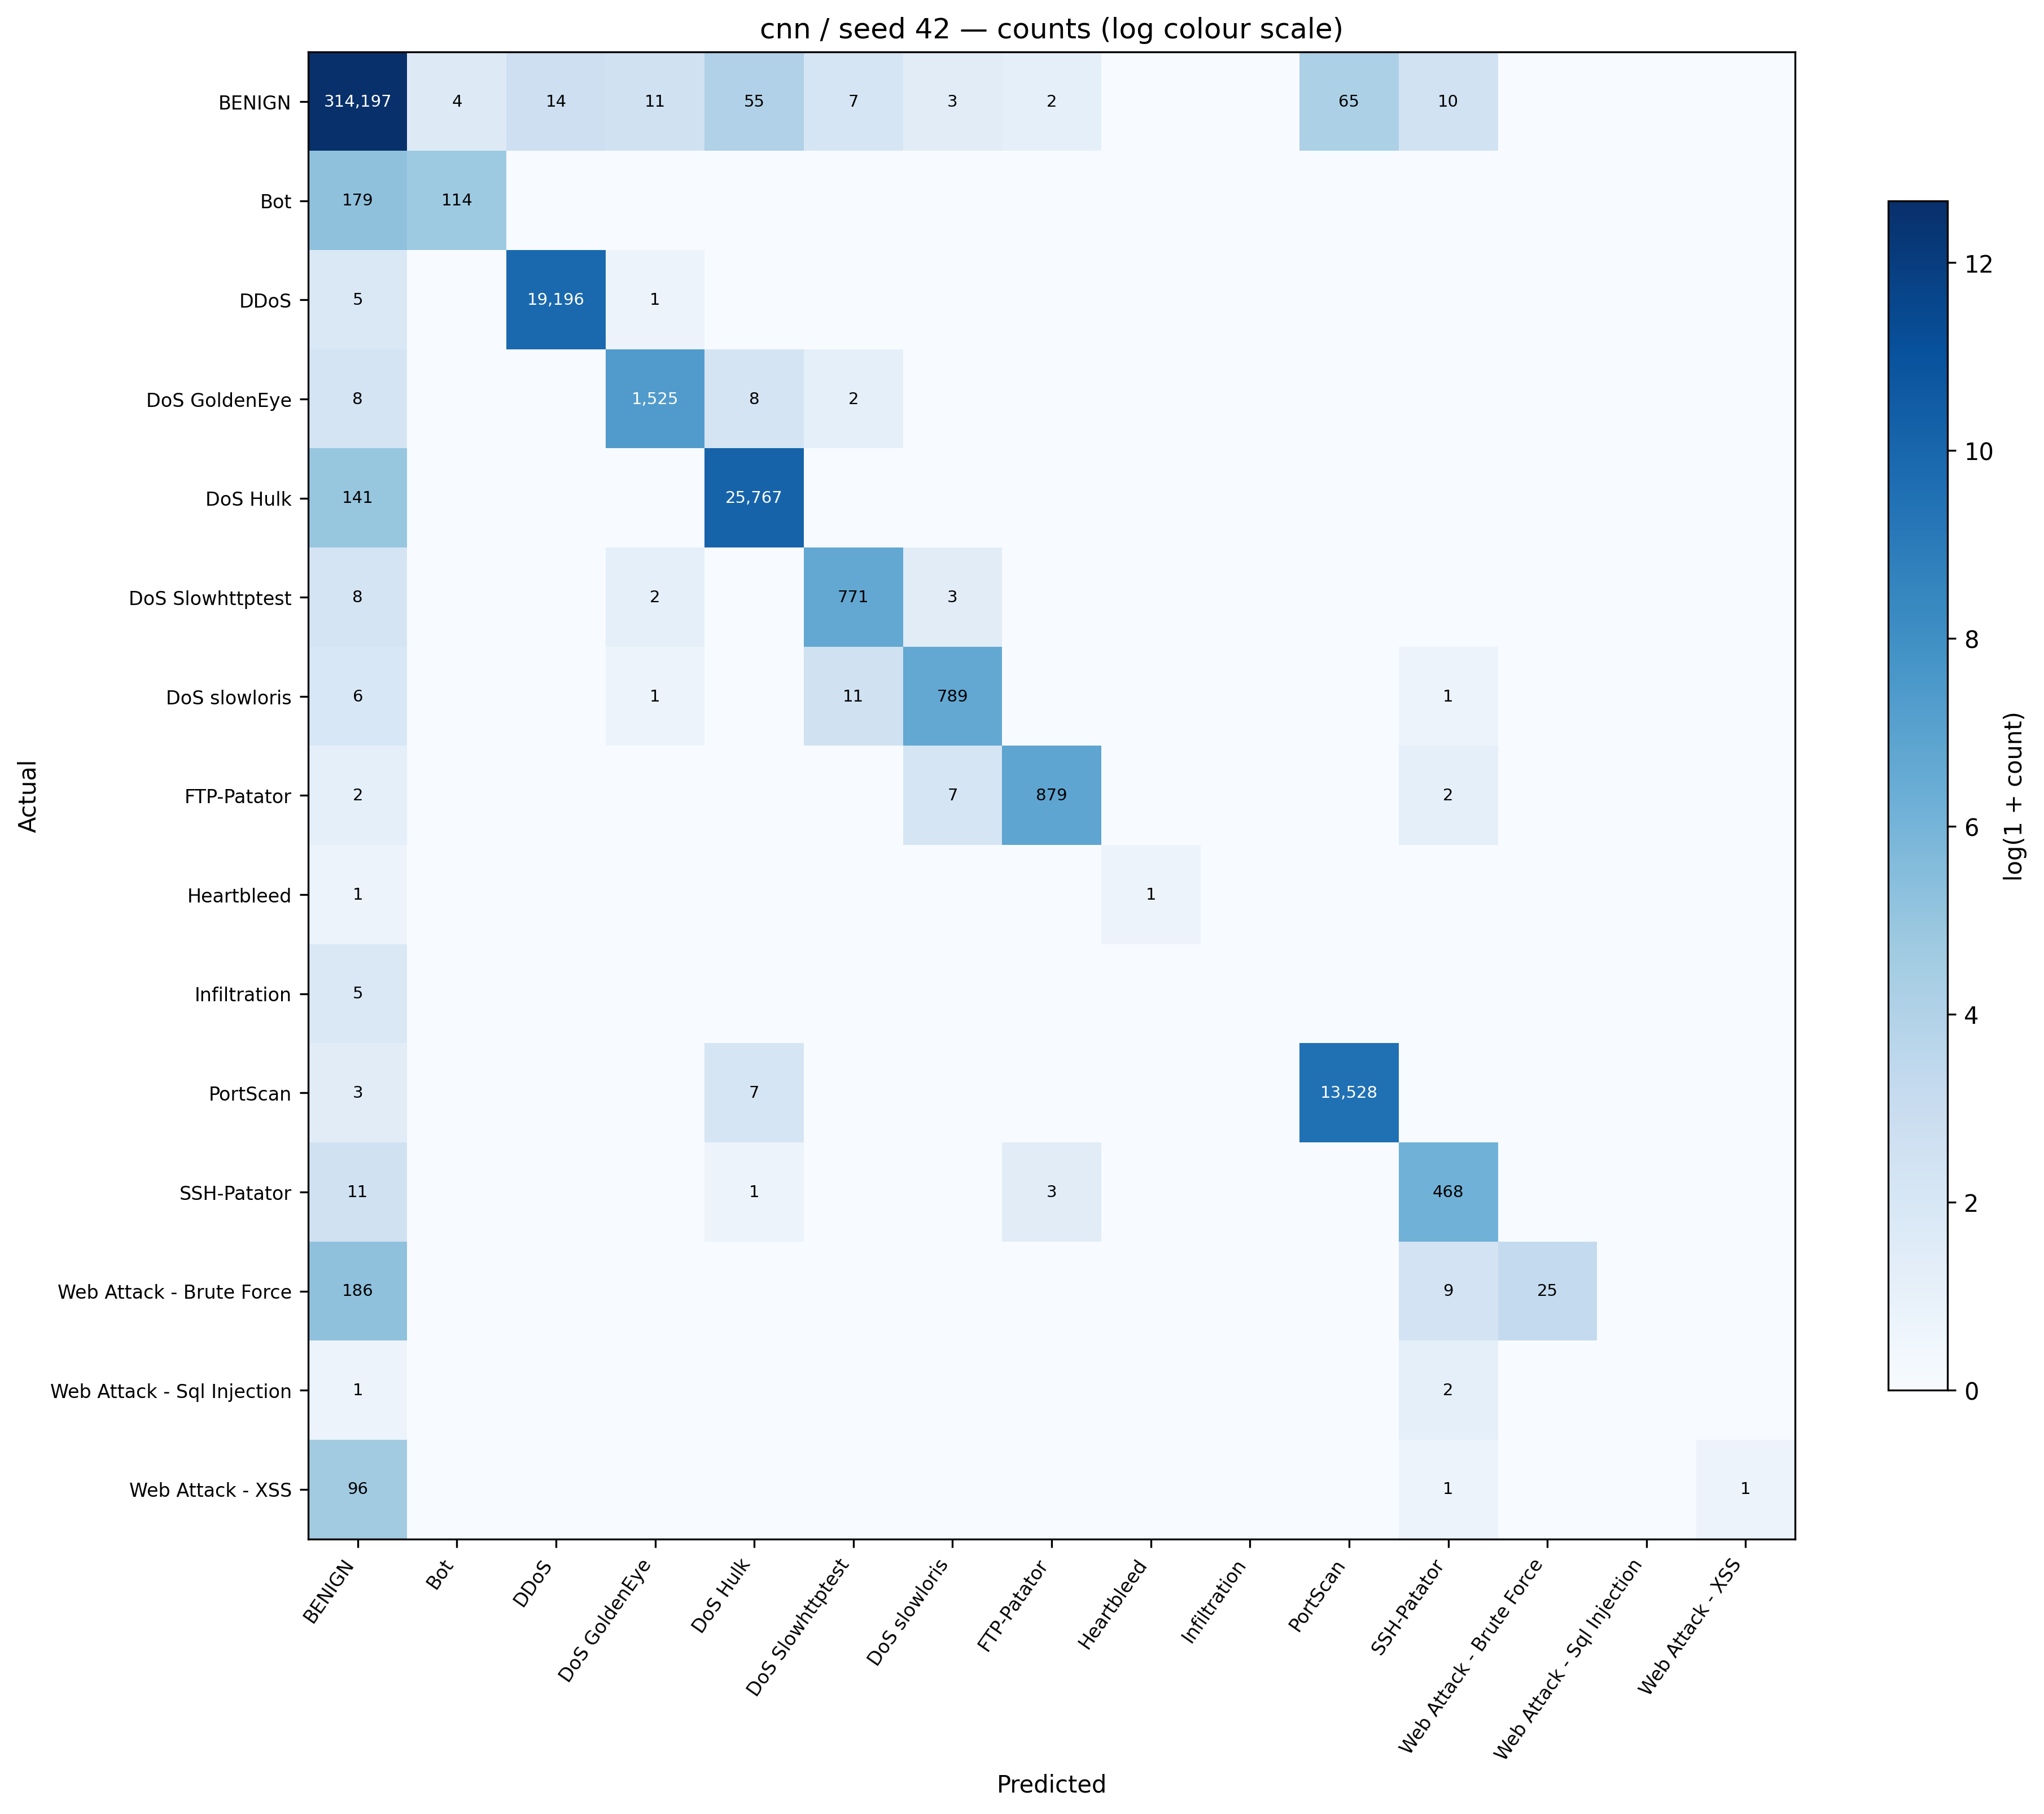 cnn / seed 42 — counts (log colour scale)
BENIGN 314,197 4 14 11 55 7 3 2 65 10
Bot 179 114
DDoS 5 19,196 1
DoS GoldenEye 8 1,525 8 2
DoS Hulk 141 25,767
DoS Slowhttptest 8 2 771 3
DoS slowloris 6 1 11 789 1
FTP-Patator 2 7 879 2
Heartbleed 1 1
Infiltration 5
PortScan 3 7 13,528
SSH-Patator 11 1 3 468
Web Attack - Brute Force 186 9 25
Web Attack - Sql Injection 1 2
Web Attack - XSS 96 1 1
Actual
BENIGN
Bot
DDoS
DoS GoldenEye
DoS Hulk
DoS Slowhttptest
DoS slowloris
FTP-Patator
Heartbleed
Infiltration
PortScan
SSH-Patator
Web Attack - Brute Force
Web Attack - Sql Injection
Web Attack - XSS
Predicted
12
10
8
6
4
2
0
log(1 + count)